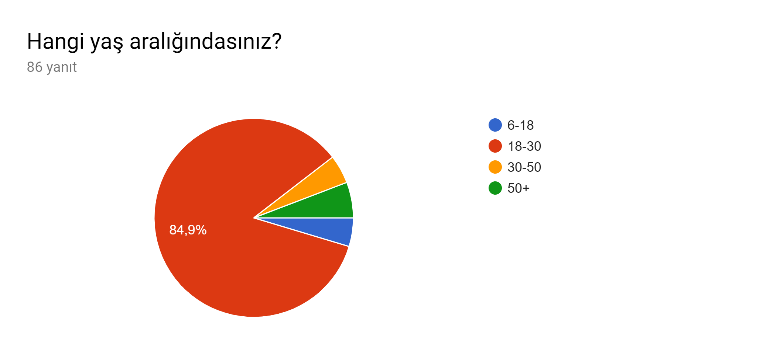 Hangi yaş aralığındasınız?
86 yanıt
6-18
18-30
30-50
50+
84,9%